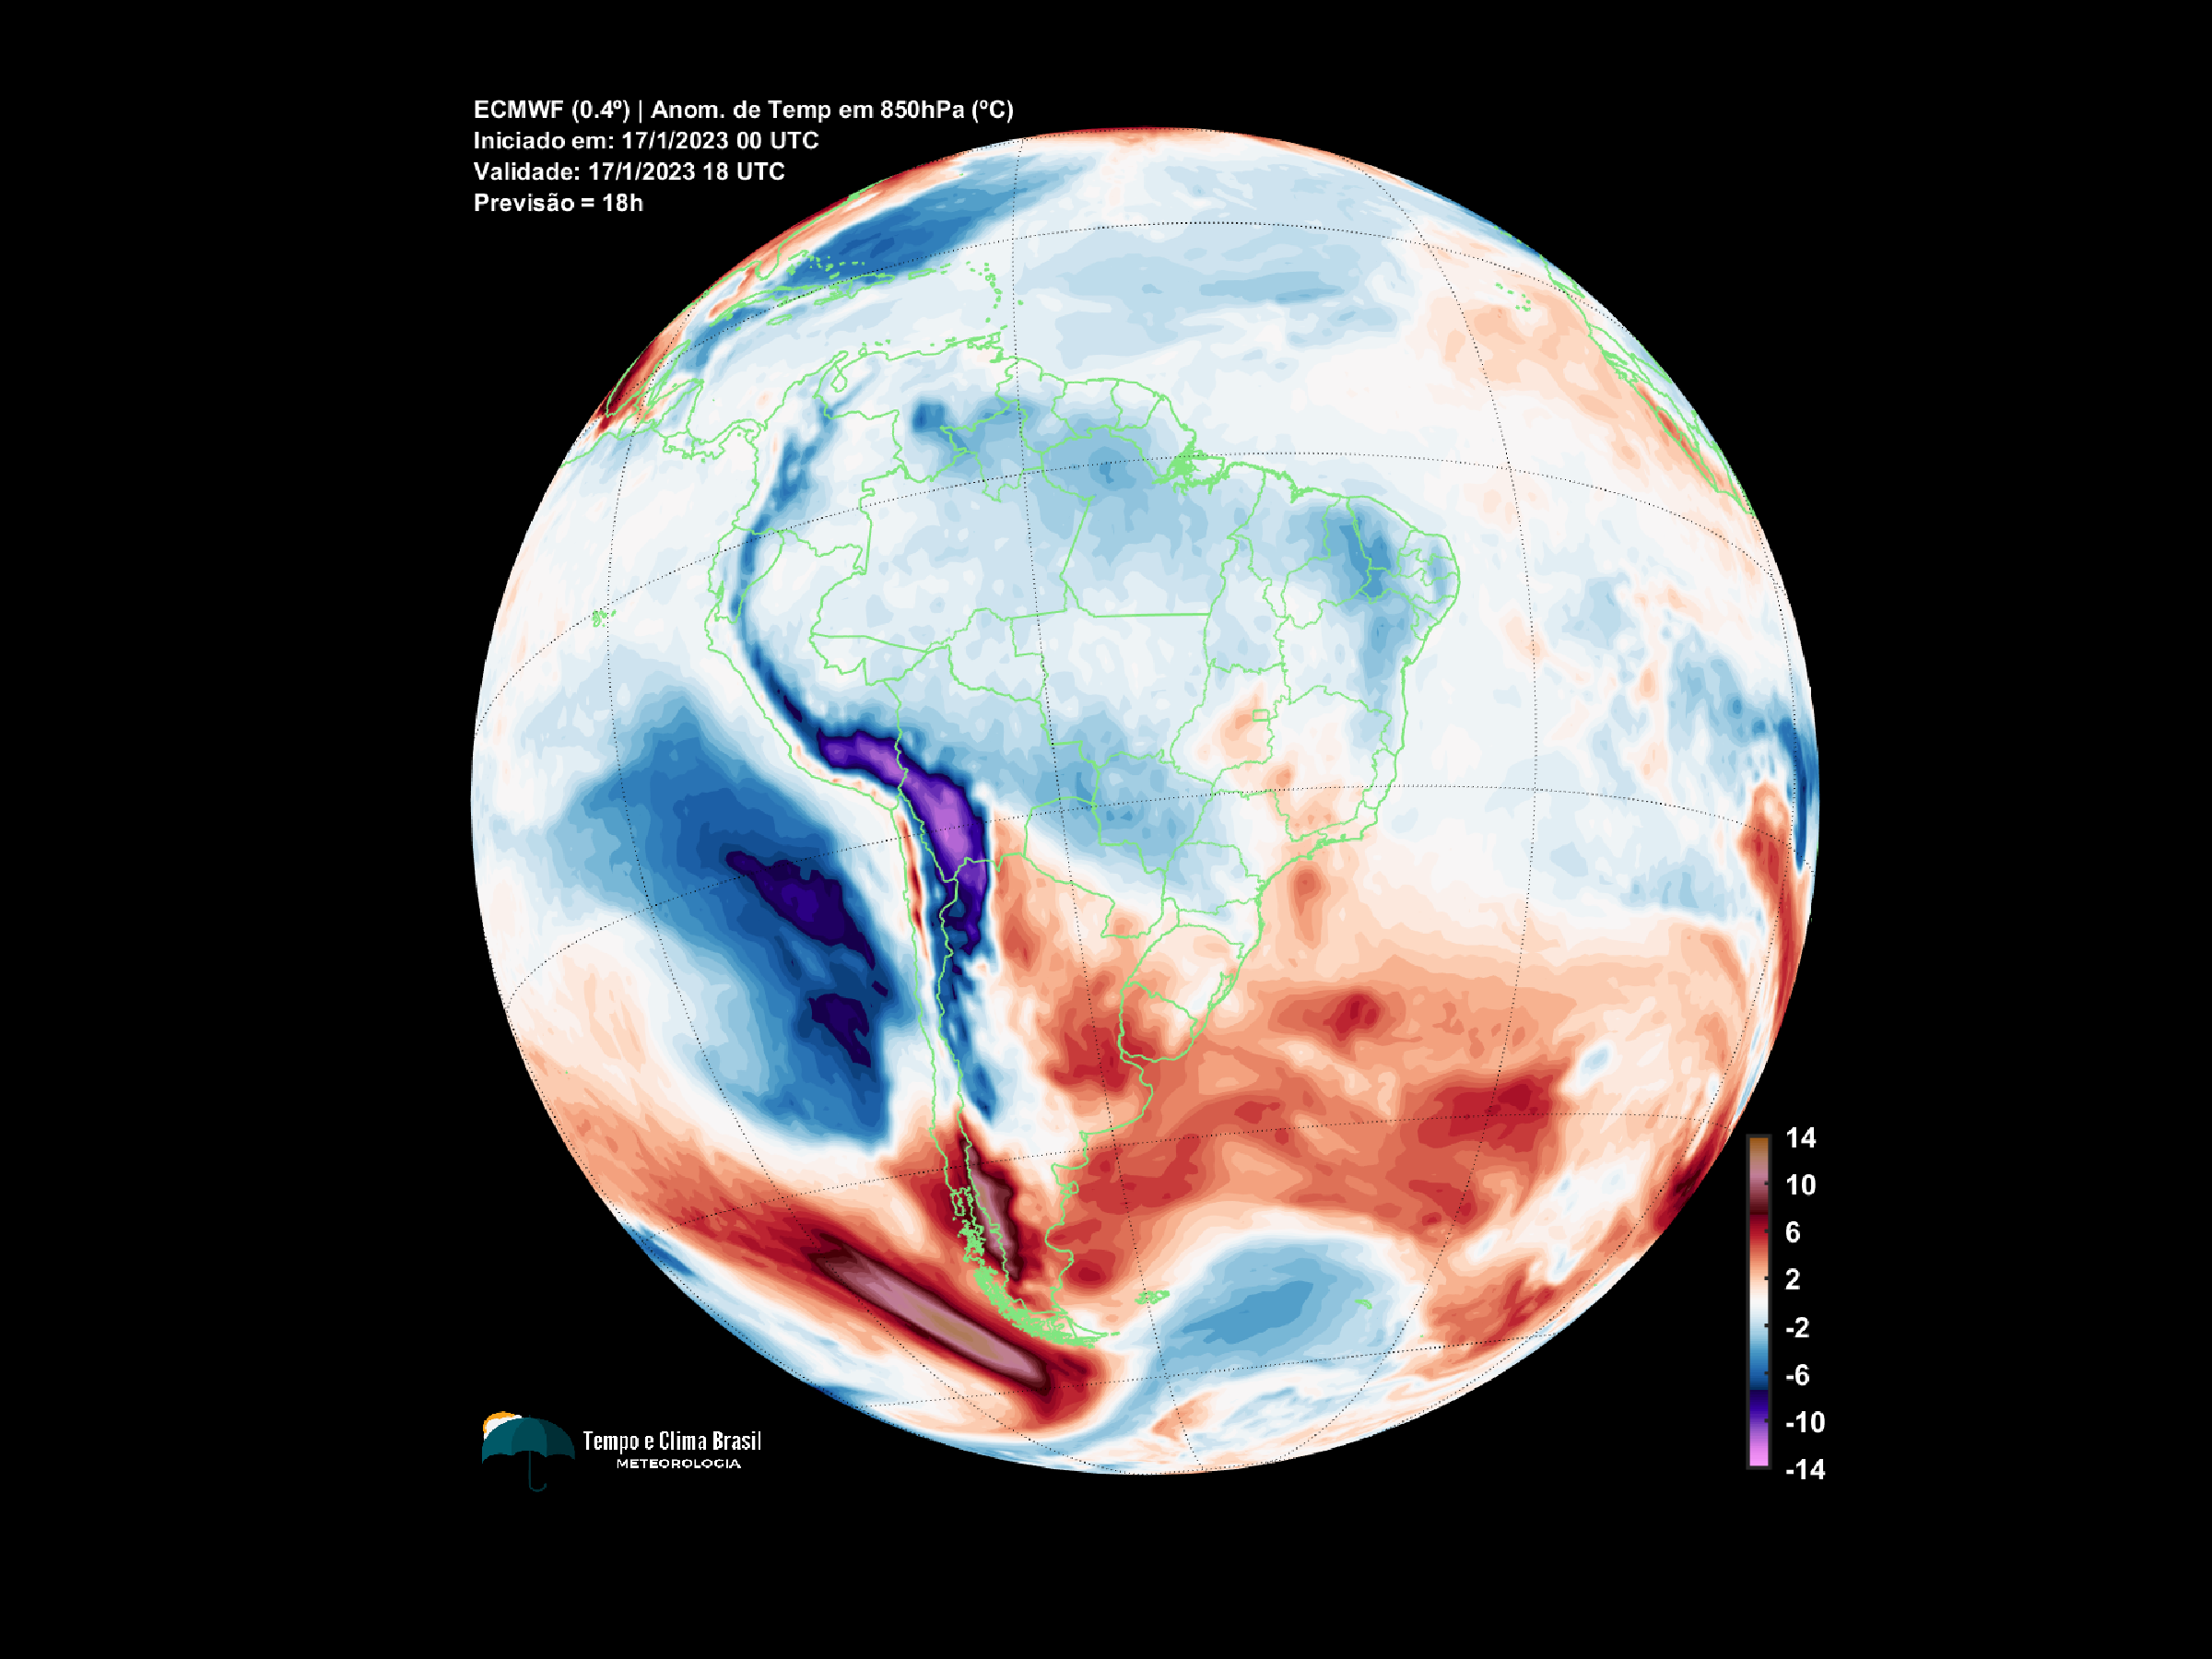 ECMWF (0.4º) | Anom. de Temp em 850hPa (ºC)
Iniciado em: 17/1/2023 00 UTC
Validade: 17/1/2023 18 UTC
Previsão = 18h
14
10
6
2
-2
-6
-10
-14
Tempo e Clima Brasil
METEOROLOGIA